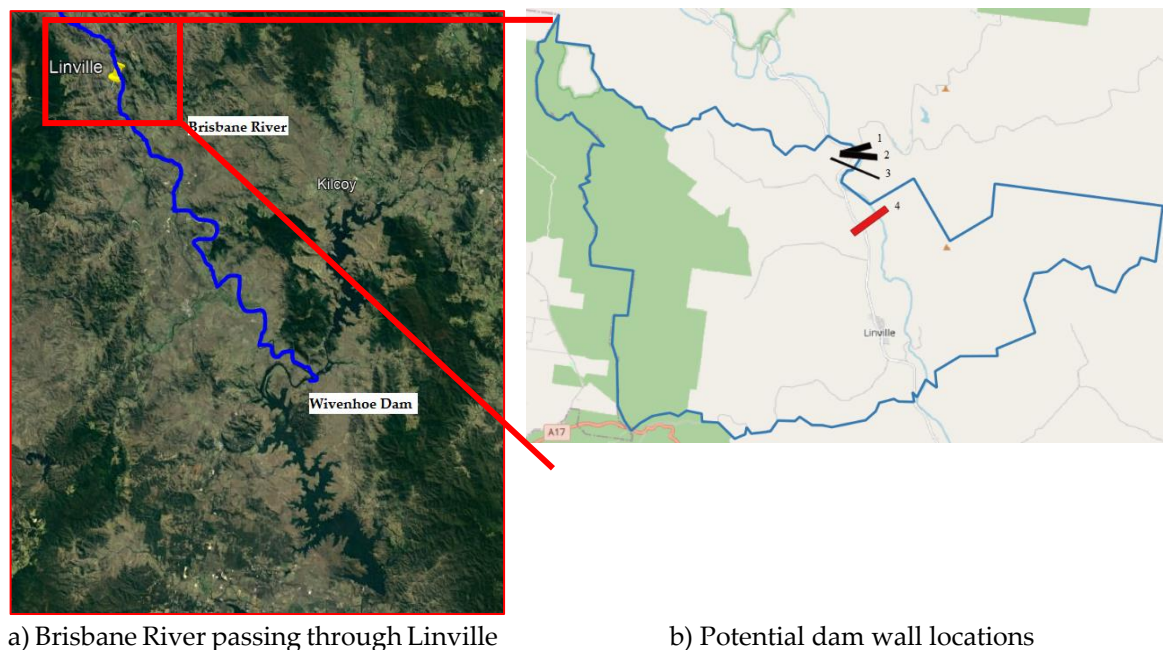 Linville
Brisbane River
Kilcoy
Wivenhoe Dam
1
2
3
4
Linville
A17
a) Brisbane River passing through Linville
b) Potential dam wall locations